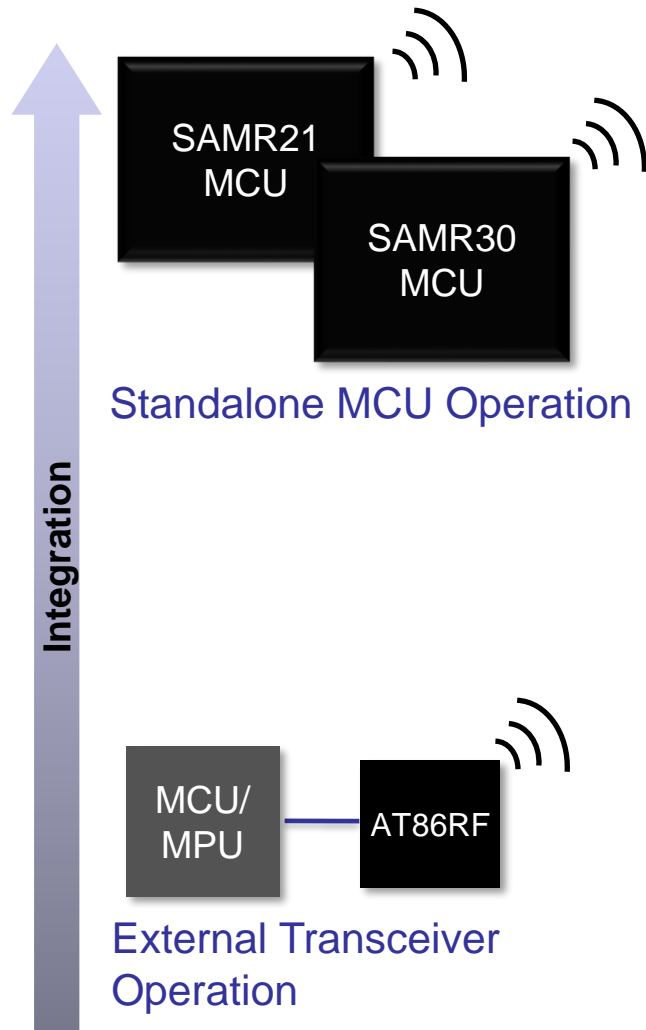 SAMR21
MCU
SAMR30
MCU
Standalone MCU Operation
Integration
MCU/
MPU
AT86RF
External Transceiver
Operation